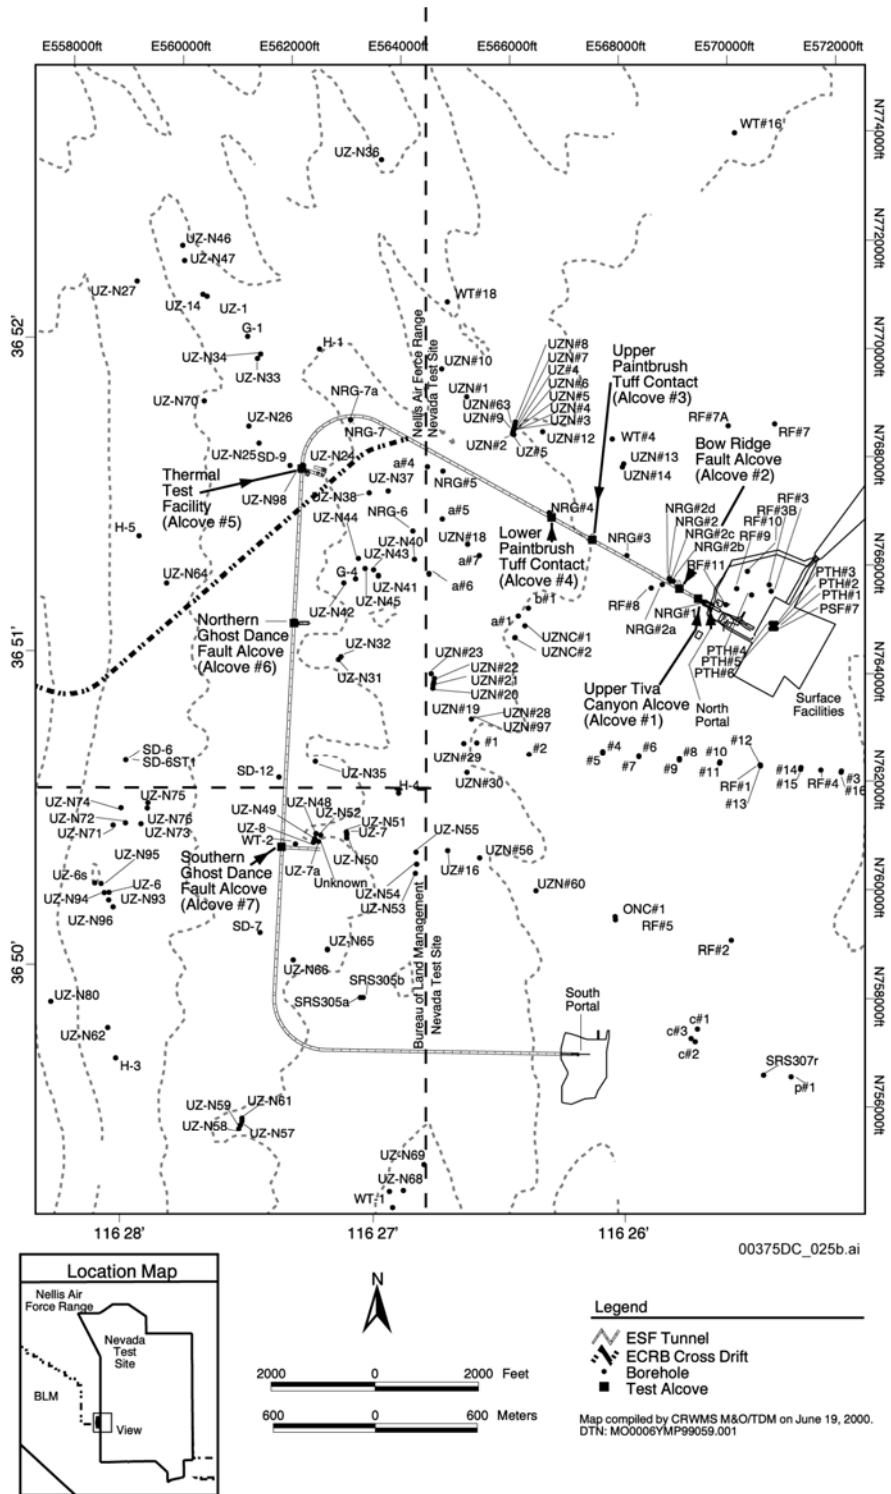 E558000ft E560000ft E562000ft E564000ft E566000ft E568000ft E570000ft E572000ft
N774000ft
N772000ft
N770000ft
N768000ft
N766000ft
N764000ft
N762000ft
N760000ft
N758000ft
N756000ft
36 52'
36 51'
36 50'
116 28' 116 27' 116 26'
WT#16
UZ-N36
UZ-N46
UZ-N47
UZ-N27
UZ-14
UZ-1
WT#18
G-1
H-1
UZ-N34
UZ-N33
Nellis Air Force Range
Nevada Test Site
UZN#10
UZN#8
UZN#7
UZ#4
UZN#6
UZN#5
UZN#4
UZN#3
UZN#12
Upper
Paintbrush
Tuff Contact
(Alcove #3)
UZN#1
UZN#63
UZN#9
UZN#2
UZ#5
NRG-7a
NRG-7
UZ-N70
UZ-N26
UZ-N25
SD-9
UZ-N24
RF#7A
RF#7
WT#4
UZN#13
UZN#14
Bow Ridge
Fault Alcove
(Alcove #2)
Thermal
Test
Facility
(Alcove #5)
UZ-N98
UZ-N38
UZ-N37
a#4
NRG#5
NRG#4
NRG#3
NRG#2d
NRG#2
NRG#2c
NRG#2b
RF#3
RF#3B
RF#10
RF#9
RF#11
H-5
NRG-6
a#5
UZ-N44
UZ-N40
UZN#18
UZ-N43
a#7
Lower
Paintbrush
Tuff Contact
(Alcove #4)
UZ-N64
G-4
UZ-N41
a#6
UZ-N42
UZ-N45
b#1
a#1
RF#8
NRG#1
NRG#2a
PTH#3
PTH#2
PTH#1
PSF#7
PTH#4
PTH#5
PTH#6
Northern
Ghost Dance
Fault Alcove
(Alcove #6)
UZ-N32
UZ-N31
UZNC#1
UZNC#2
UZN#23
UZN#22
UZN#21
UZN#20
UZN#19
UZN#28
UZN#97
Upper Tiva
Canyon Alcove
(Alcove #1)
North
Portal
Surface
Facilities
SD-6
SD-6ST1
SD-12
UZ-N35
UZN#29
#1
#2
UZN#30
#4
#5
#6
#7
#8
#9
#10
#11
#12
RF#1
#13
#14
#15
RF#4
#3
#16
H-4
UZ-N74
UZ-N75
UZ-N72
UZ-N76
UZ-N71
UZ-N73
UZ-N49
UZ-N48
UZ-N52
UZ-8
UZ-N51
UZ-7
WT-2
UZ-N50
UZ-7a
Unknown
UZ-N55
UZ-N54
UZ-N53
UZ#16
UZN#56
UZN#60
UZ-N95
UZ-6s
UZ-6
UZ-N94
UZ-N93
UZ-N96
Southern
Ghost Dance
Fault Alcove
(Alcove #7)
SD-7
UZ-N65
UZ-N66
ONC#1
RF#5
RF#2
SRS305b
SRS305a
UZ-N80
UZ-N62
H-3
Bureau of Land Management
Nevada Test Site
South
Portal
c#1
c#3
c#2
SRS307r
p#1
UZ-N59
UZ-N61
UZ-N58
UZ-N57
UZ-N69
UZ-N68
WT-1
00375DC_025b.ai
Location Map
Nellis Air
Force Range
Nevada
Test
Site
BLM
View
N
2000 0 2000 Feet
600 0 600 Meters
Legend
ESF Tunnel
ECRB Cross Drift
Borehole
Test Alcove
Map compiled by CRWMS M&O/TDM on June 19, 2000.
DTN: MO0006YMP99059.001